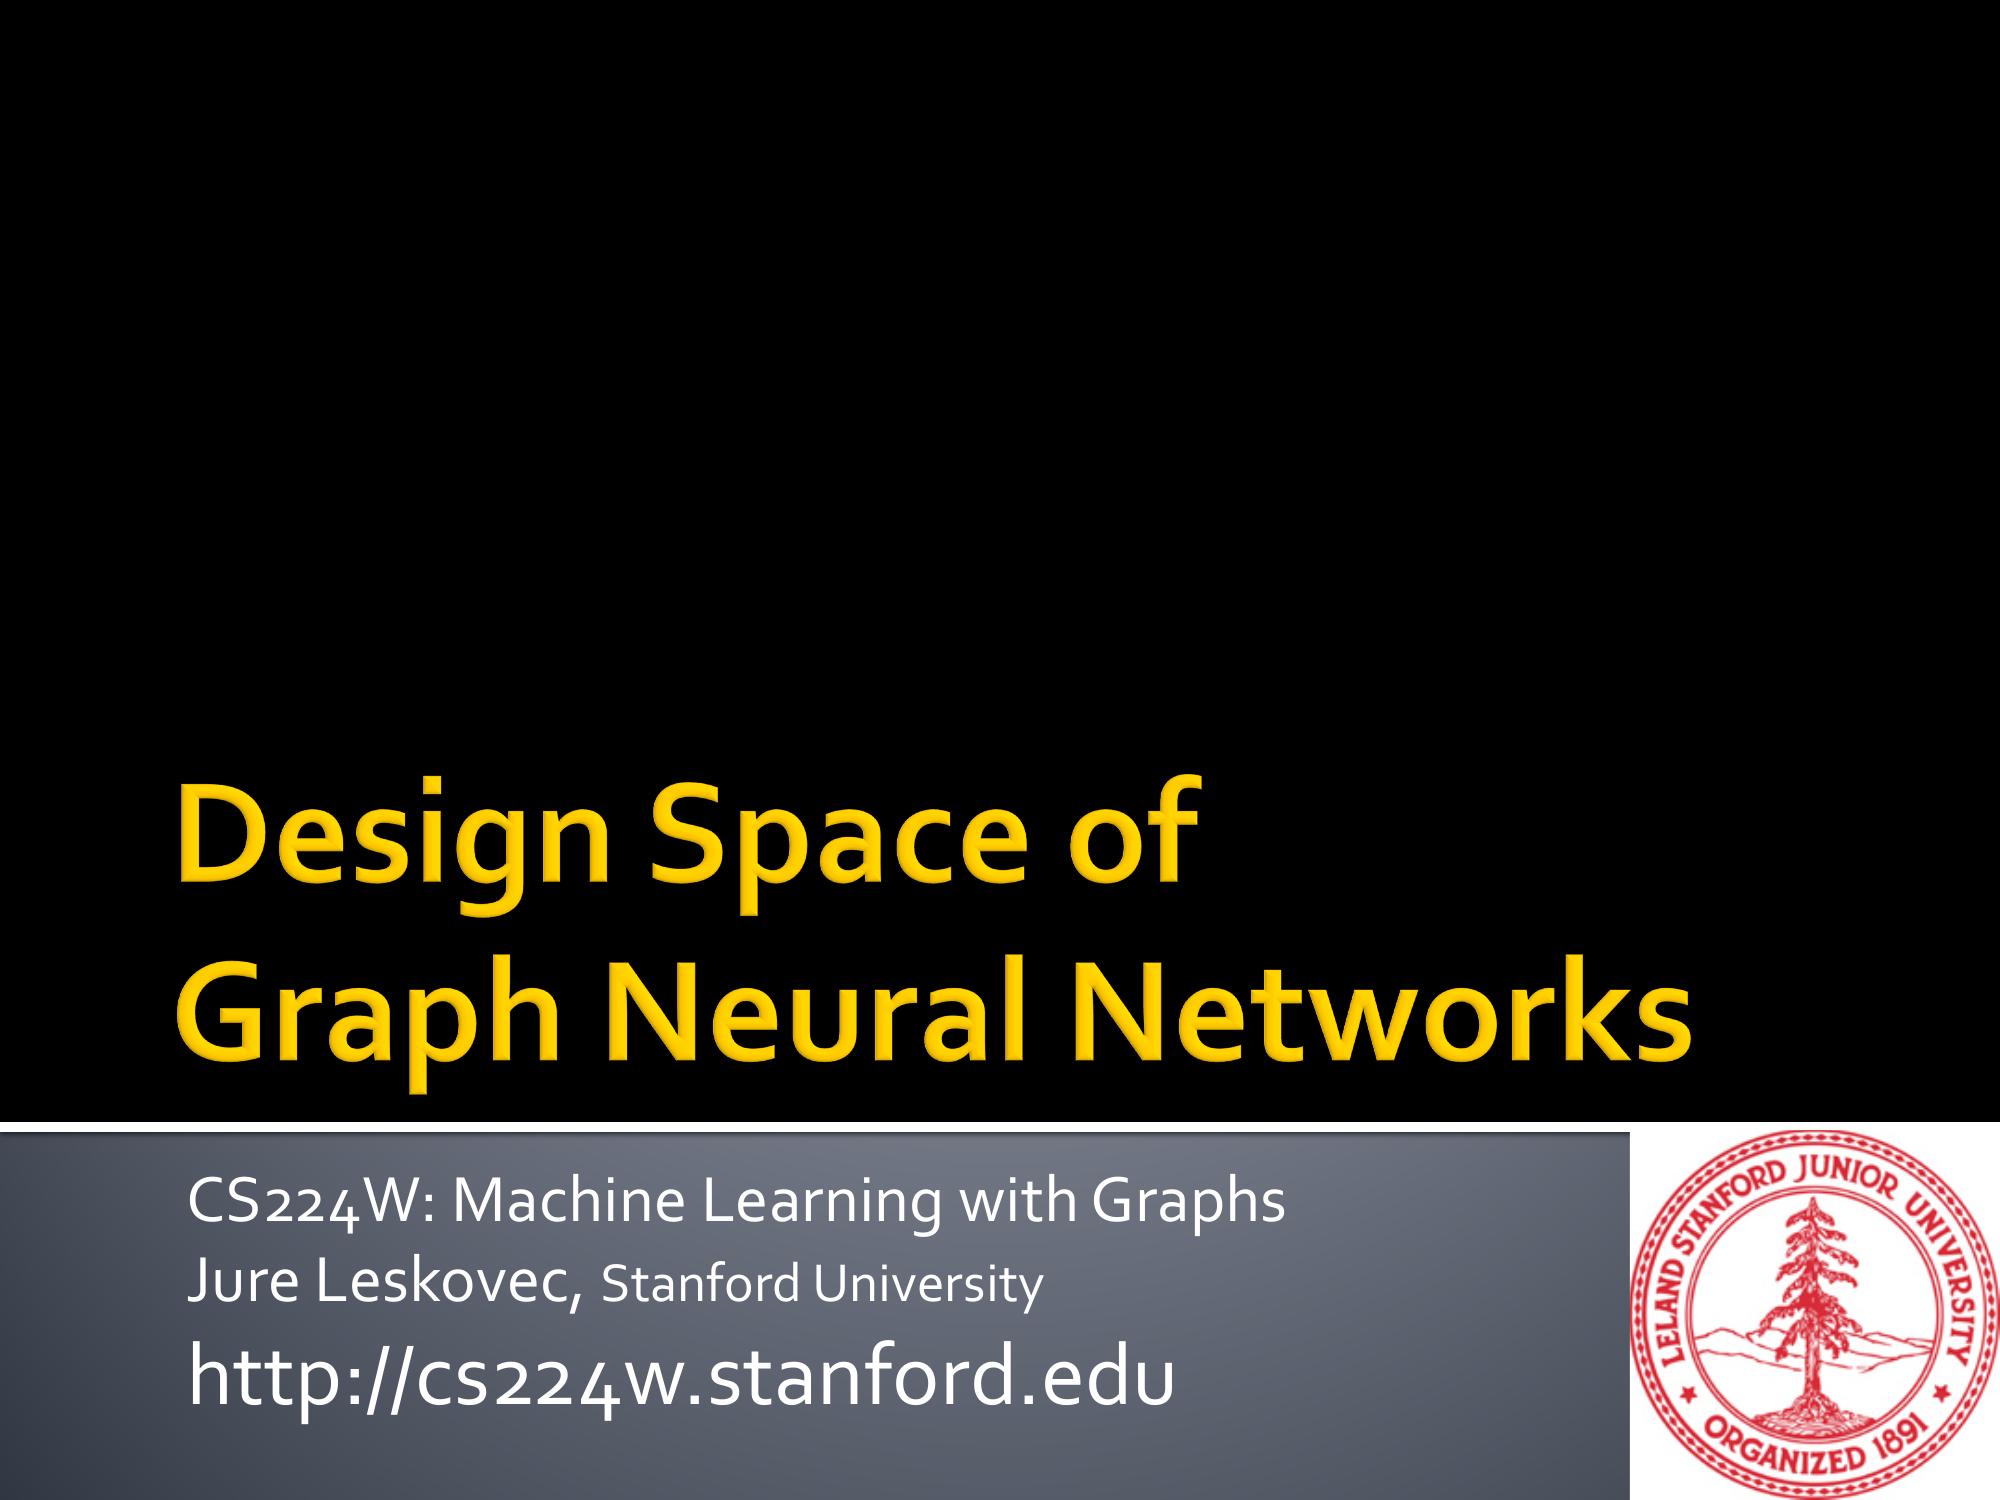 Design Space of
Graph Neural Networks
CS224W: Machine Learning with Graphs
Jure Leskovec, Stanford University
http://cs224w.stanford.edu
LELAND STANFORD JUNIOR UNIVERSITY
ORGANIZED 1891